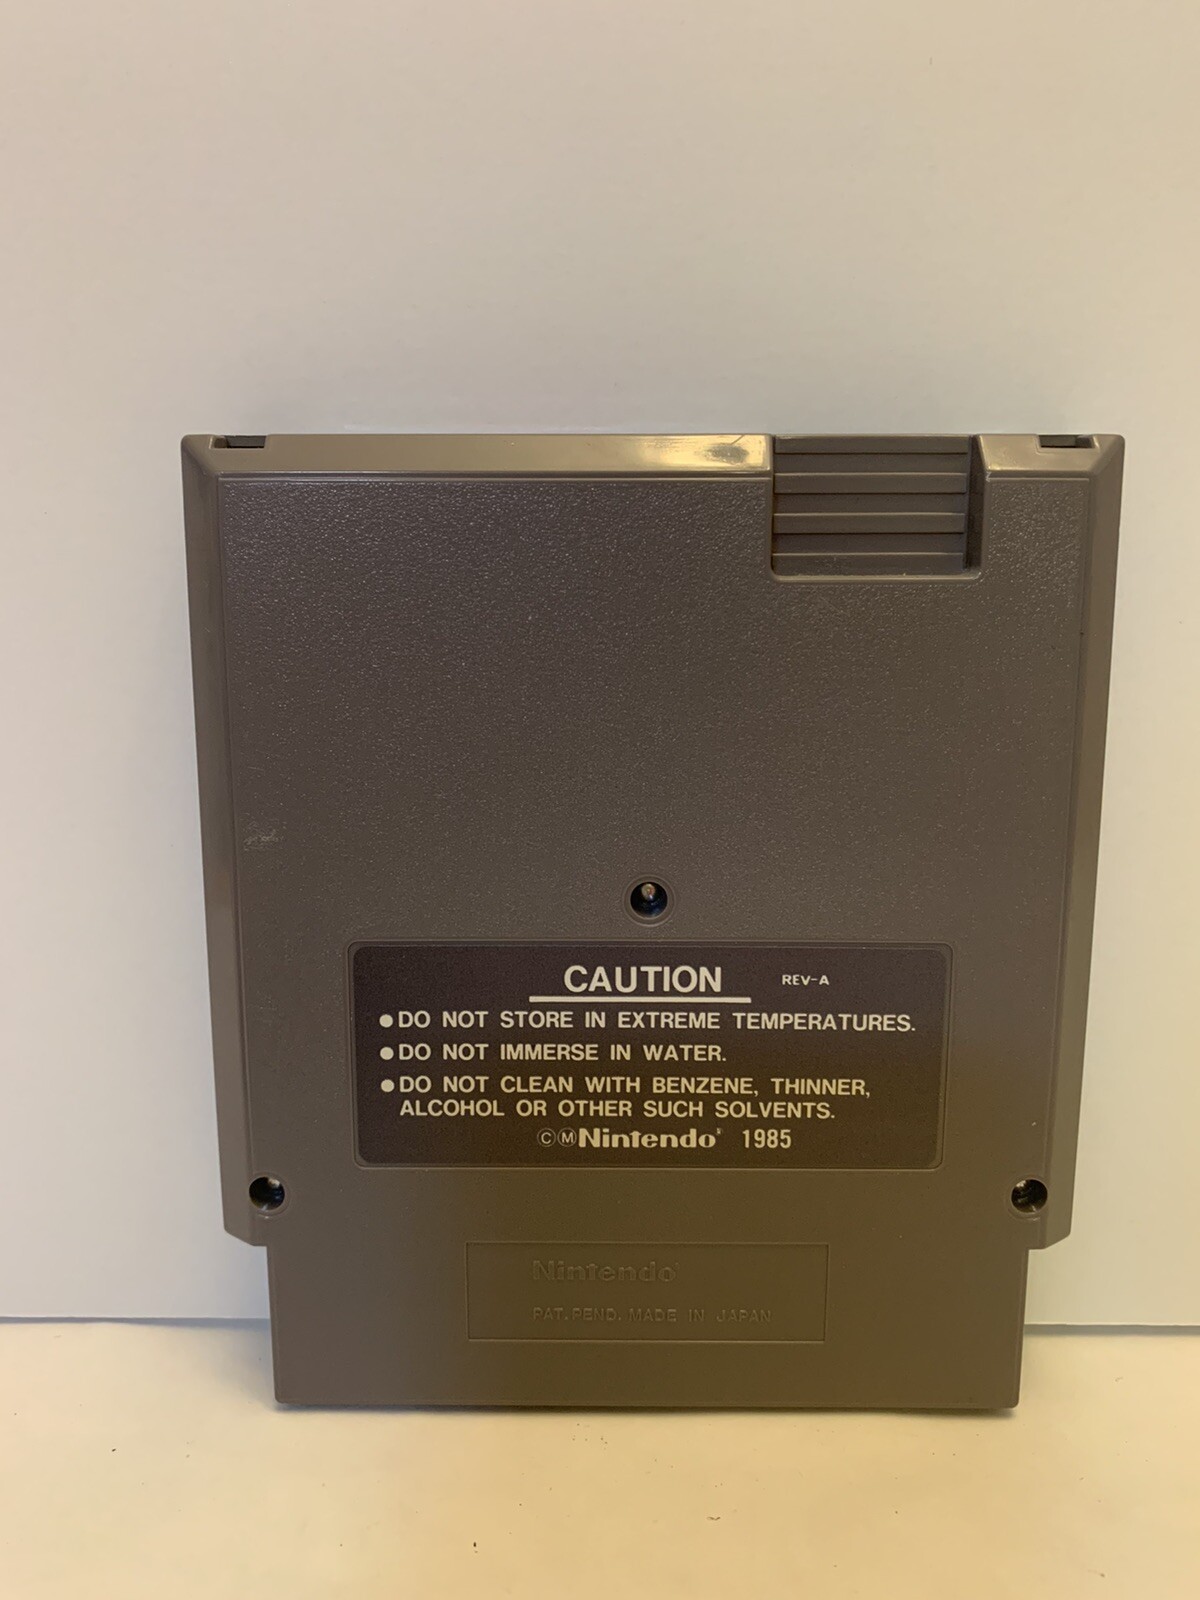 CAUTION REV-A
●DO NOT STORE IN EXTREME TEMPERATURES.
●DO NOT IMMERSE IN WATER.
●DO NOT CLEAN WITH BENZENE, THINNER,
ALCOHOL OR OTHER SUCH SOLVENTS.
ⒸⓂNintendo® 1985
Nintendo®
PAT. PEND. MADE IN JAPAN